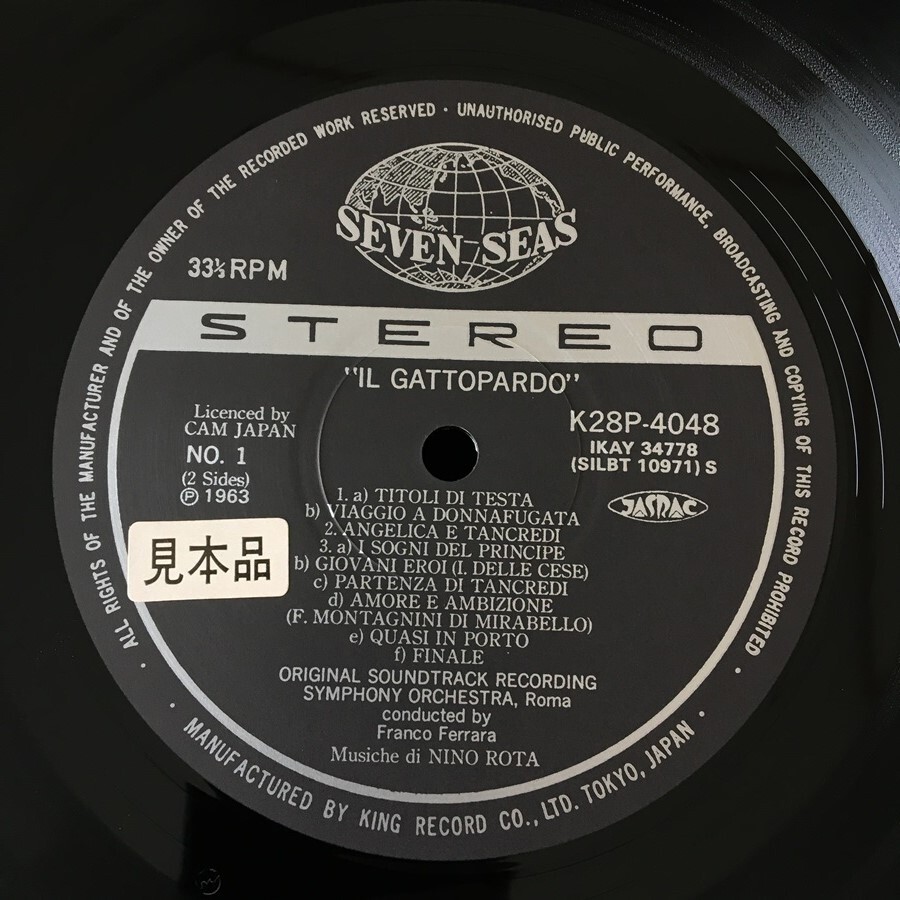 ALL RIGHTS OF THE MANUFACTURER AND OF THE OWNER OF THE RECORDED WORK RESERVED · UNAUTHORISED PUBLIC PERFORMANCE, BROADCASTING AND COPYING OF THIS RECORD PROHIBITED ·
SEVEN SEAS
33⅓ RPM
STEREO
"IL GATTOPARDO"
Licenced by
CAM JAPAN
NO. 1
(2 Sides)
Ⓟ 1963
K28P-4048
IKAY 34778
(SILBT 10971) S
JASRAC
見本品
1. a) TITOLI DI TESTA
b) VIAGGIO A DONNAFUGATA
2. ANGELICA E TANCREDI
3. a) I SOGNI DEL PRINCIPE
b) GIOVANI EROI (I. DELLE CESE)
c) PARTENZA DI TANCREDI
d) AMORE E AMBIZIONE
(F. MONTAGNINI DI MIRABELLO)
e) QUASI IN PORTO
f) FINALE
ORIGINAL SOUNDTRACK RECORDING
SYMPHONY ORCHESTRA, Roma
conducted by
Franco Ferrara
Musiche di NINO ROTA
· MANUFACTURED BY KING RECORD CO., LTD. TOKYO, JAPAN ·